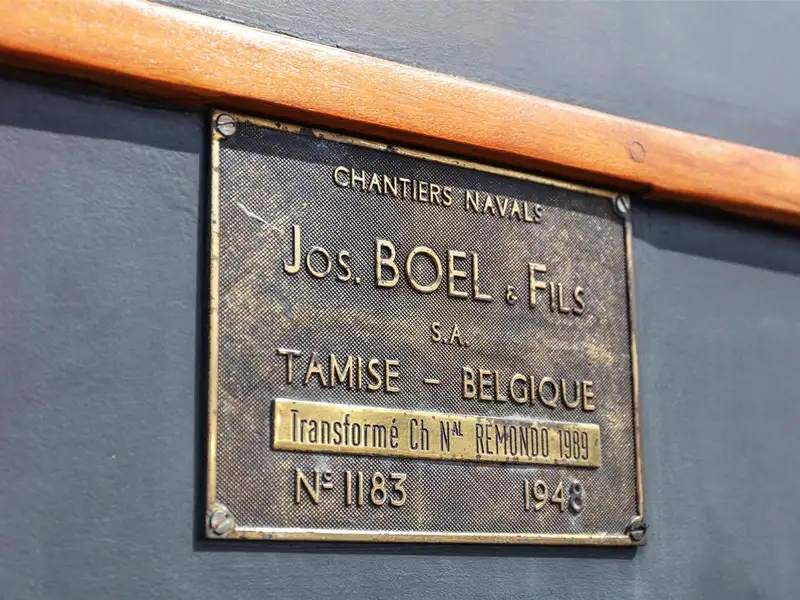 CHANTIERS NAVALS
Jos. BOEL & FILS
S.A.
TAMISE – BELGIQUE
Transformé Ch Nᴬᴸ REMONDO 1989
Nº 1183 1948